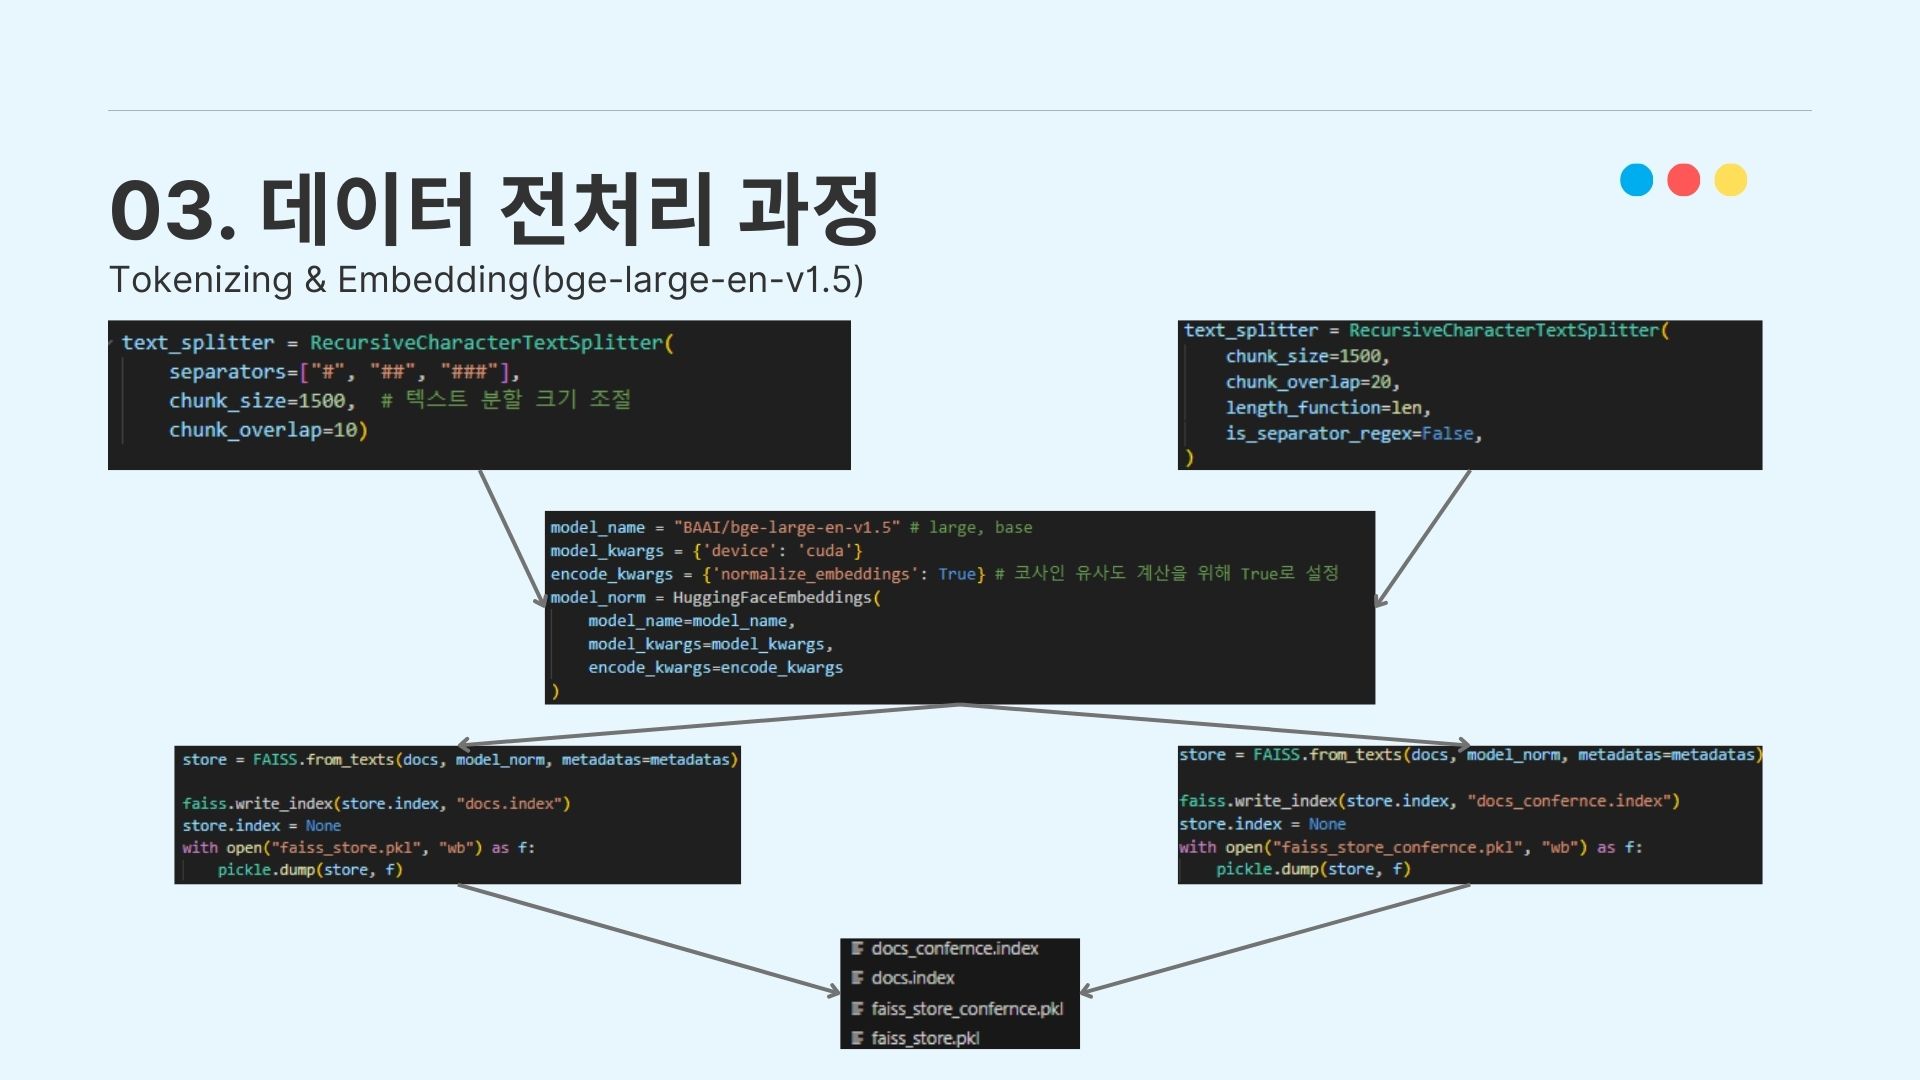 03. 데이터 전처리 과정
Tokenizing & Embedding(bge-large-en-v1.5)
text_splitter = RecursiveCharacterTextSplitter(
    separators=["#", "##", "###"],
    chunk_size=1500,  # 텍스트 분할 크기 조절
    chunk_overlap=10)
text_splitter = RecursiveCharacterTextSplitter(
    chunk_size=1500,
    chunk_overlap=20,
    length_function=len,
    is_separator_regex=False,
)
model_name = "BAAI/bge-large-en-v1.5" # large, base
model_kwargs = {'device': 'cuda'}
encode_kwargs = {'normalize_embeddings': True} # 코사인 유사도 계산을 위해 True로 설정
model_norm = HuggingFaceEmbeddings(
    model_name=model_name,
    model_kwargs=model_kwargs,
    encode_kwargs=encode_kwargs
)
store = FAISS.from_texts(docs, model_norm, metadatas=metadatas)
faiss.write_index(store.index, "docs.index")
store.index = None
with open("faiss_store.pkl", "wb") as f:
    pickle.dump(store, f)
store = FAISS.from_texts(docs, model_norm, metadatas=metadatas)
faiss.write_index(store.index, "docs_confernce.index")
store.index = None
with open("faiss_store_confernce.pkl", "wb") as f:
    pickle.dump(store, f)
docs_confernce.index
docs.index
faiss_store_confernce.pkl
faiss_store.pkl